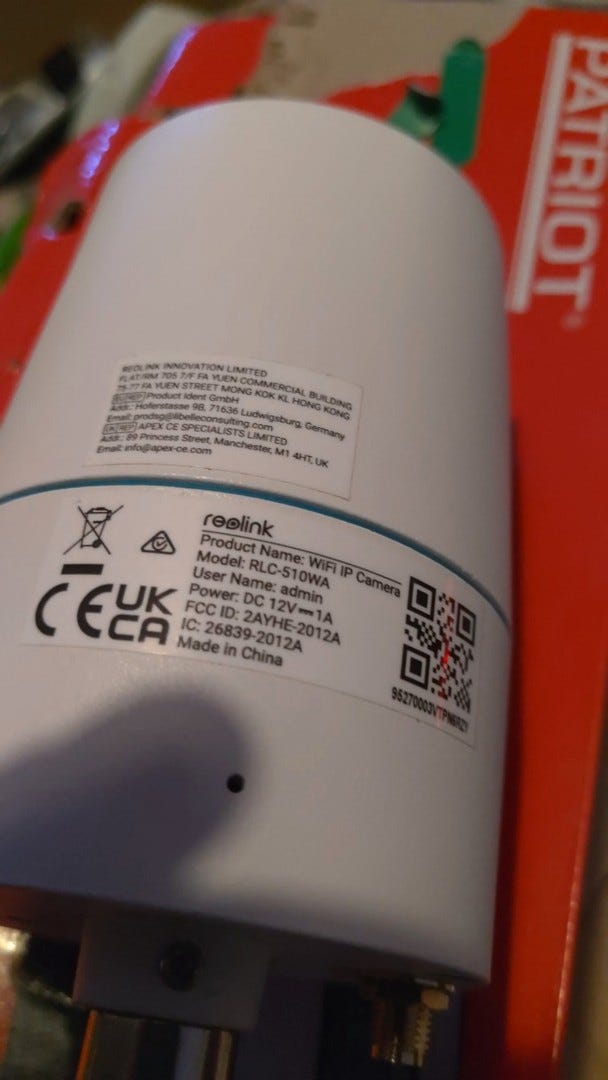 PATRIOT
REOLINK INNOVATION LIMITED
FLAT/RM 705 7/F FA YUEN COMMERCIAL BUILDING
75-77 FA YUEN STREET MONG KOK KL HONG KONG
EU REP Product Ident GmbH
Addr.: Hoferstasse 9B, 71636 Ludwigsburg, Germany
Email: prodsg@libelleconsulting.com
UK REP APEX CE SPECIALISTS LIMITED
Addr.: 89 Princess Street, Manchester, M1 4HT, UK
Email: info@apex-ce.com
reolink
Product Name: WiFi IP Camera
Model: RLC-510WA
User Name: admin
Power: DC 12V⎓1A
FCC ID: 2AYHE-2012A
IC: 26839-2012A
Made in China
CE UK
CA